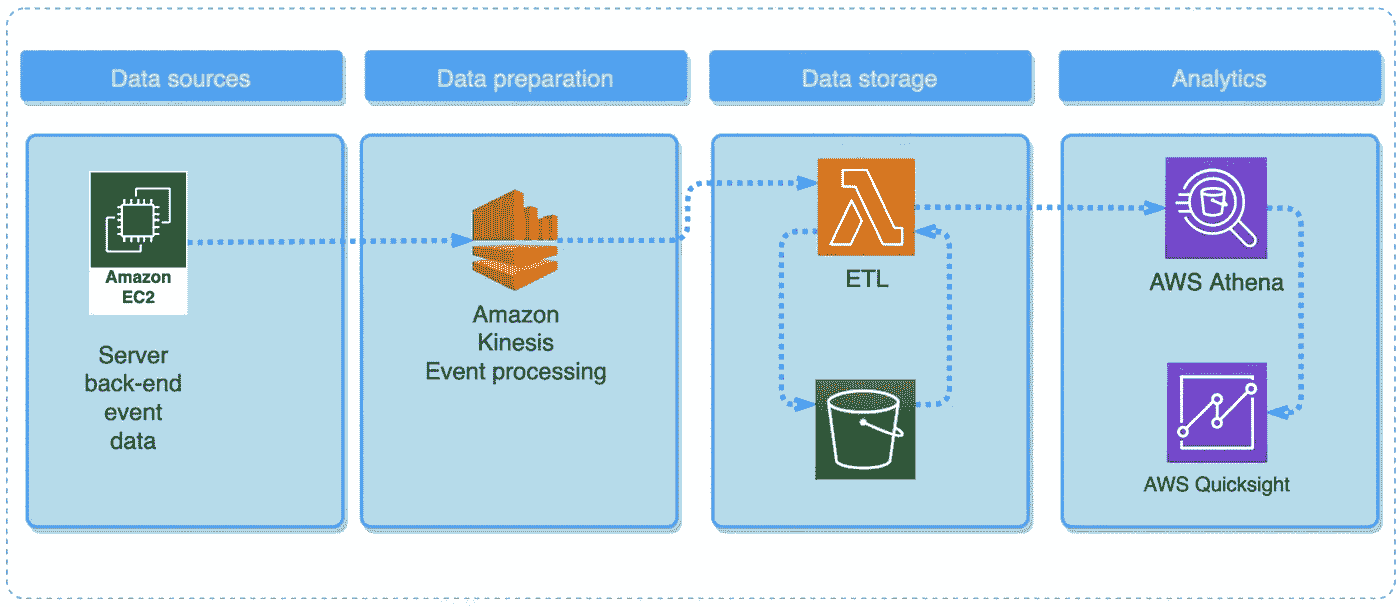 Data sources
Data preparation
Data storage
Analytics
Amazon
EC2
Server
back-end
event
data
Amazon
Kinesis
Event processing
ETL
AWS Athena
AWS Quicksight